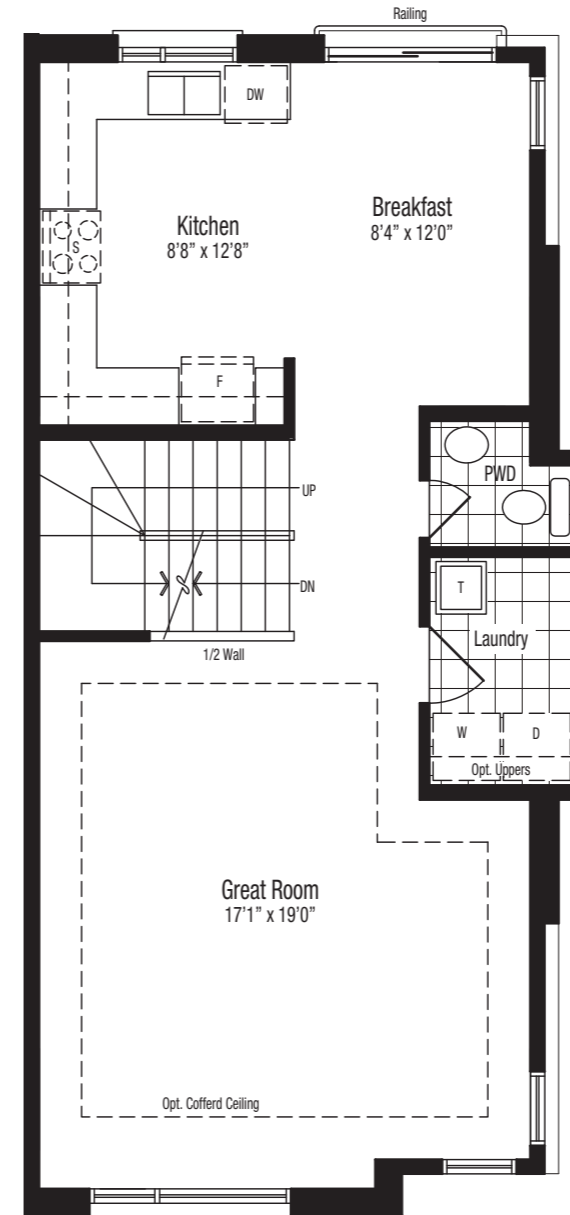 Railing
DW
Breakfast
8'4" x 12'0"
Kitchen
8'8" x 12'8"
S
F
PWD
UP
DN
T
Laundry
1/2 Wall
W
D
Opt. Uppers
Great Room
17'1" x 19'0"
Opt. Cofferd Ceiling